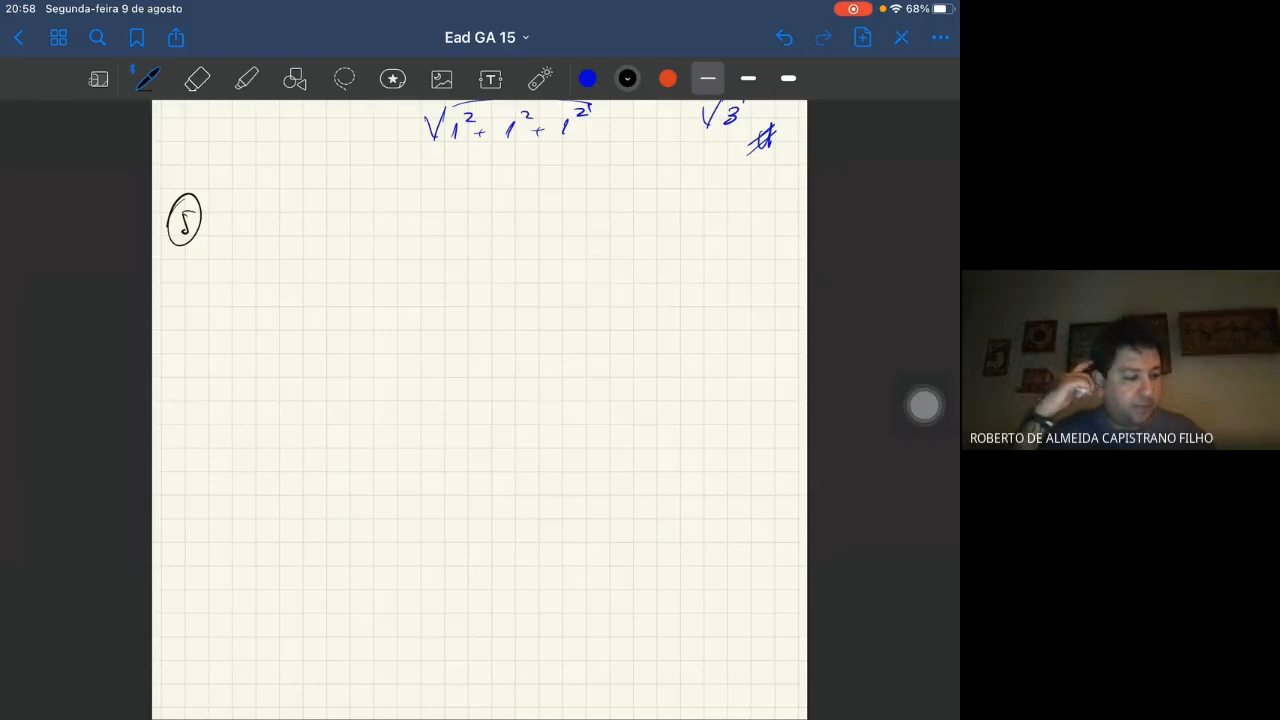 20:58 Segunda-feira 9 de agosto
68%
Ead GA 15
T
√1² + 1² + 1²
√3
5
ROBERTO DE ALMEIDA CAPISTRANO FILHO